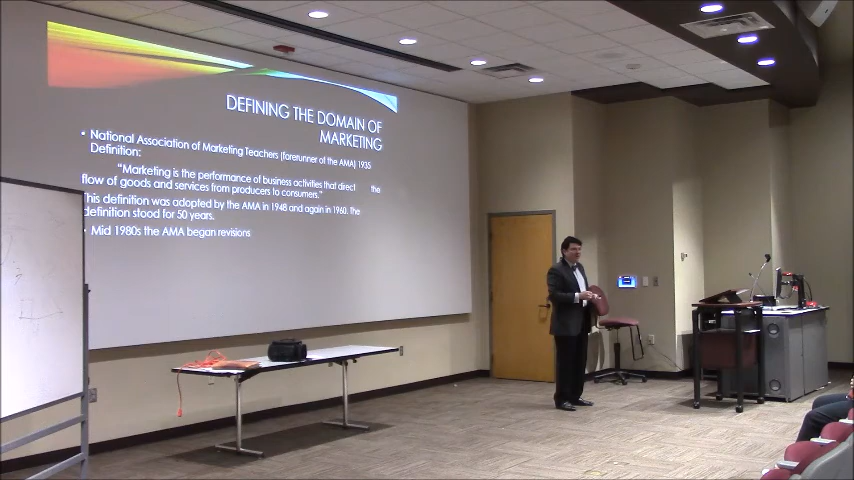 DEFINING THE DOMAIN OF
MARKETING
• National Association of Marketing Teachers (forerunner of the AMA) 1935
Definition:
"Marketing is the performance of business activities that direct the
flow of goods and services from producers to consumers."
This definition was adopted by the AMA in 1948 and again in 1960. The
definition stood for 50 years.
• Mid 1980s the AMA began revisions